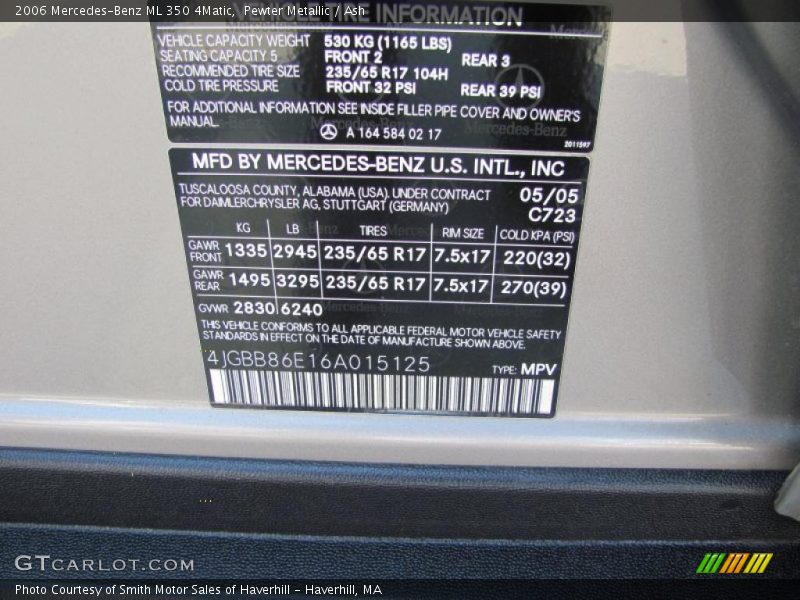 2006 Mercedes-Benz ML 350 4Matic, Pewter Metallic / Ash
VEHICLE TIRE INFORMATION
VEHICLE CAPACITY WEIGHT 530 KG (1165 LBS)
SEATING CAPACITY 5 FRONT 2 REAR 3
RECOMMENDED TIRE SIZE 235/65 R17 104H
COLD TIRE PRESSURE FRONT 32 PSI REAR 39 PSI
FOR ADDITIONAL INFORMATION SEE INSIDE FILLER PIPE COVER AND OWNER'S
MANUAL.
A 164 584 02 17
2011597
MFD BY MERCEDES-BENZ U.S. INTL., INC
TUSCALOOSA COUNTY, ALABAMA (USA). UNDER CONTRACT 05/05
FOR DAIMLERCHRYSLER AG, STUTTGART (GERMANY) C723
KG LB TIRES RIM SIZE COLD KPA (PSI)
GAWR FRONT 1335 2945 235/65 R17 7.5x17 220(32)
GAWR REAR 1495 3295 235/65 R17 7.5x17 270(39)
GVWR 2830 6240
THIS VEHICLE CONFORMS TO ALL APPLICABLE FEDERAL MOTOR VEHICLE SAFETY
STANDARDS IN EFFECT ON THE DATE OF MANUFACTURE SHOWN ABOVE.
4JGBB86E16A015125 TYPE: MPV
GTCARLOT.COM
Photo Courtesy of Smith Motor Sales of Haverhill - Haverhill, MA